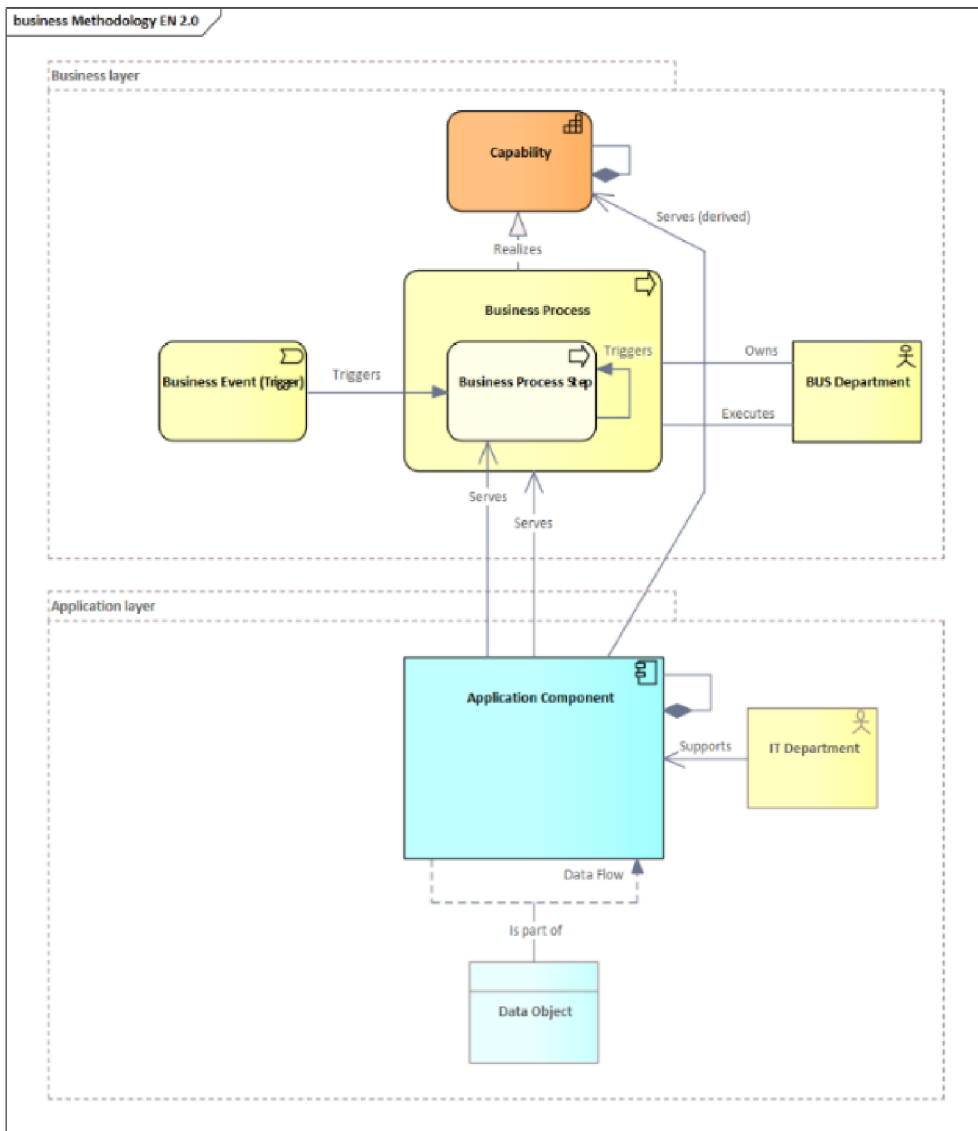 business Methodology EN 2.0
Business layer
Capability
Serves (derived)
Realizes
Business Process
Triggers
Owns
Business Event (Trigger)
Triggers
Business Process Step
BUS Department
Executes
Serves
Serves
Application layer
Application Component
Supports
IT Department
Data Flow
Is part of
Data Object